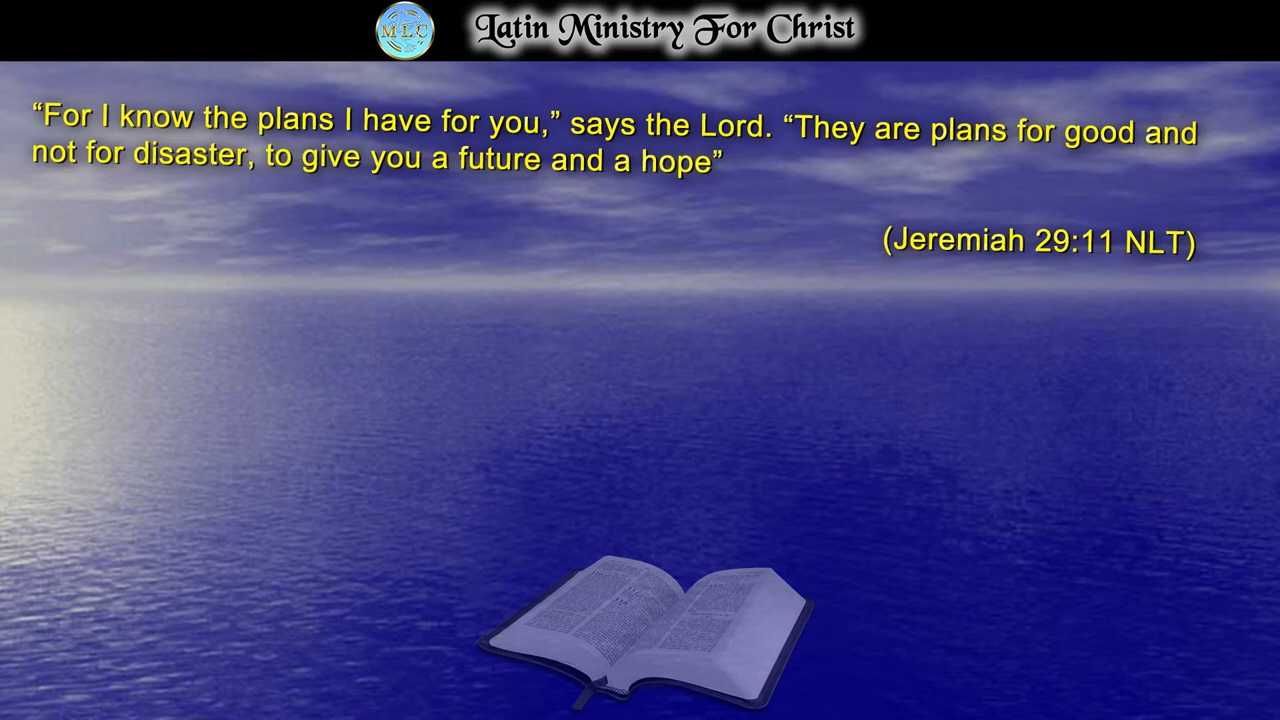 MLC
Latin Ministry For Christ
“For I know the plans I have for you,” says the Lord. “They are plans for good and
not for disaster, to give you a future and a hope”
(Jeremiah 29:11 NLT)